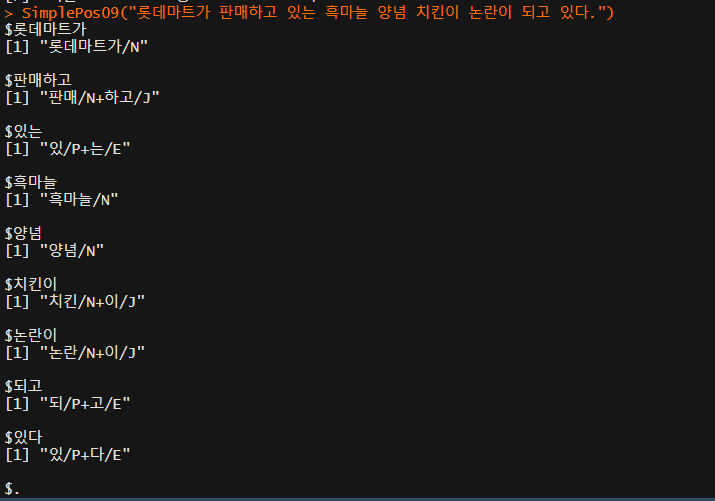 > SimplePos09("롯데마트가 판매하고 있는 흑마늘 양념 치킨이 논란이 되고 있다.")
$롯데마트가
[1] "롯데마트가/N"
$판매하고
[1] "판매/N+하고/J"
$있는
[1] "있/P+는/E"
$흑마늘
[1] "흑마늘/N"
$양념
[1] "양념/N"
$치킨이
[1] "치킨/N+이/J"
$논란이
[1] "논란/N+이/J"
$되고
[1] "되/P+고/E"
$있다
[1] "있/P+다/E"
$.